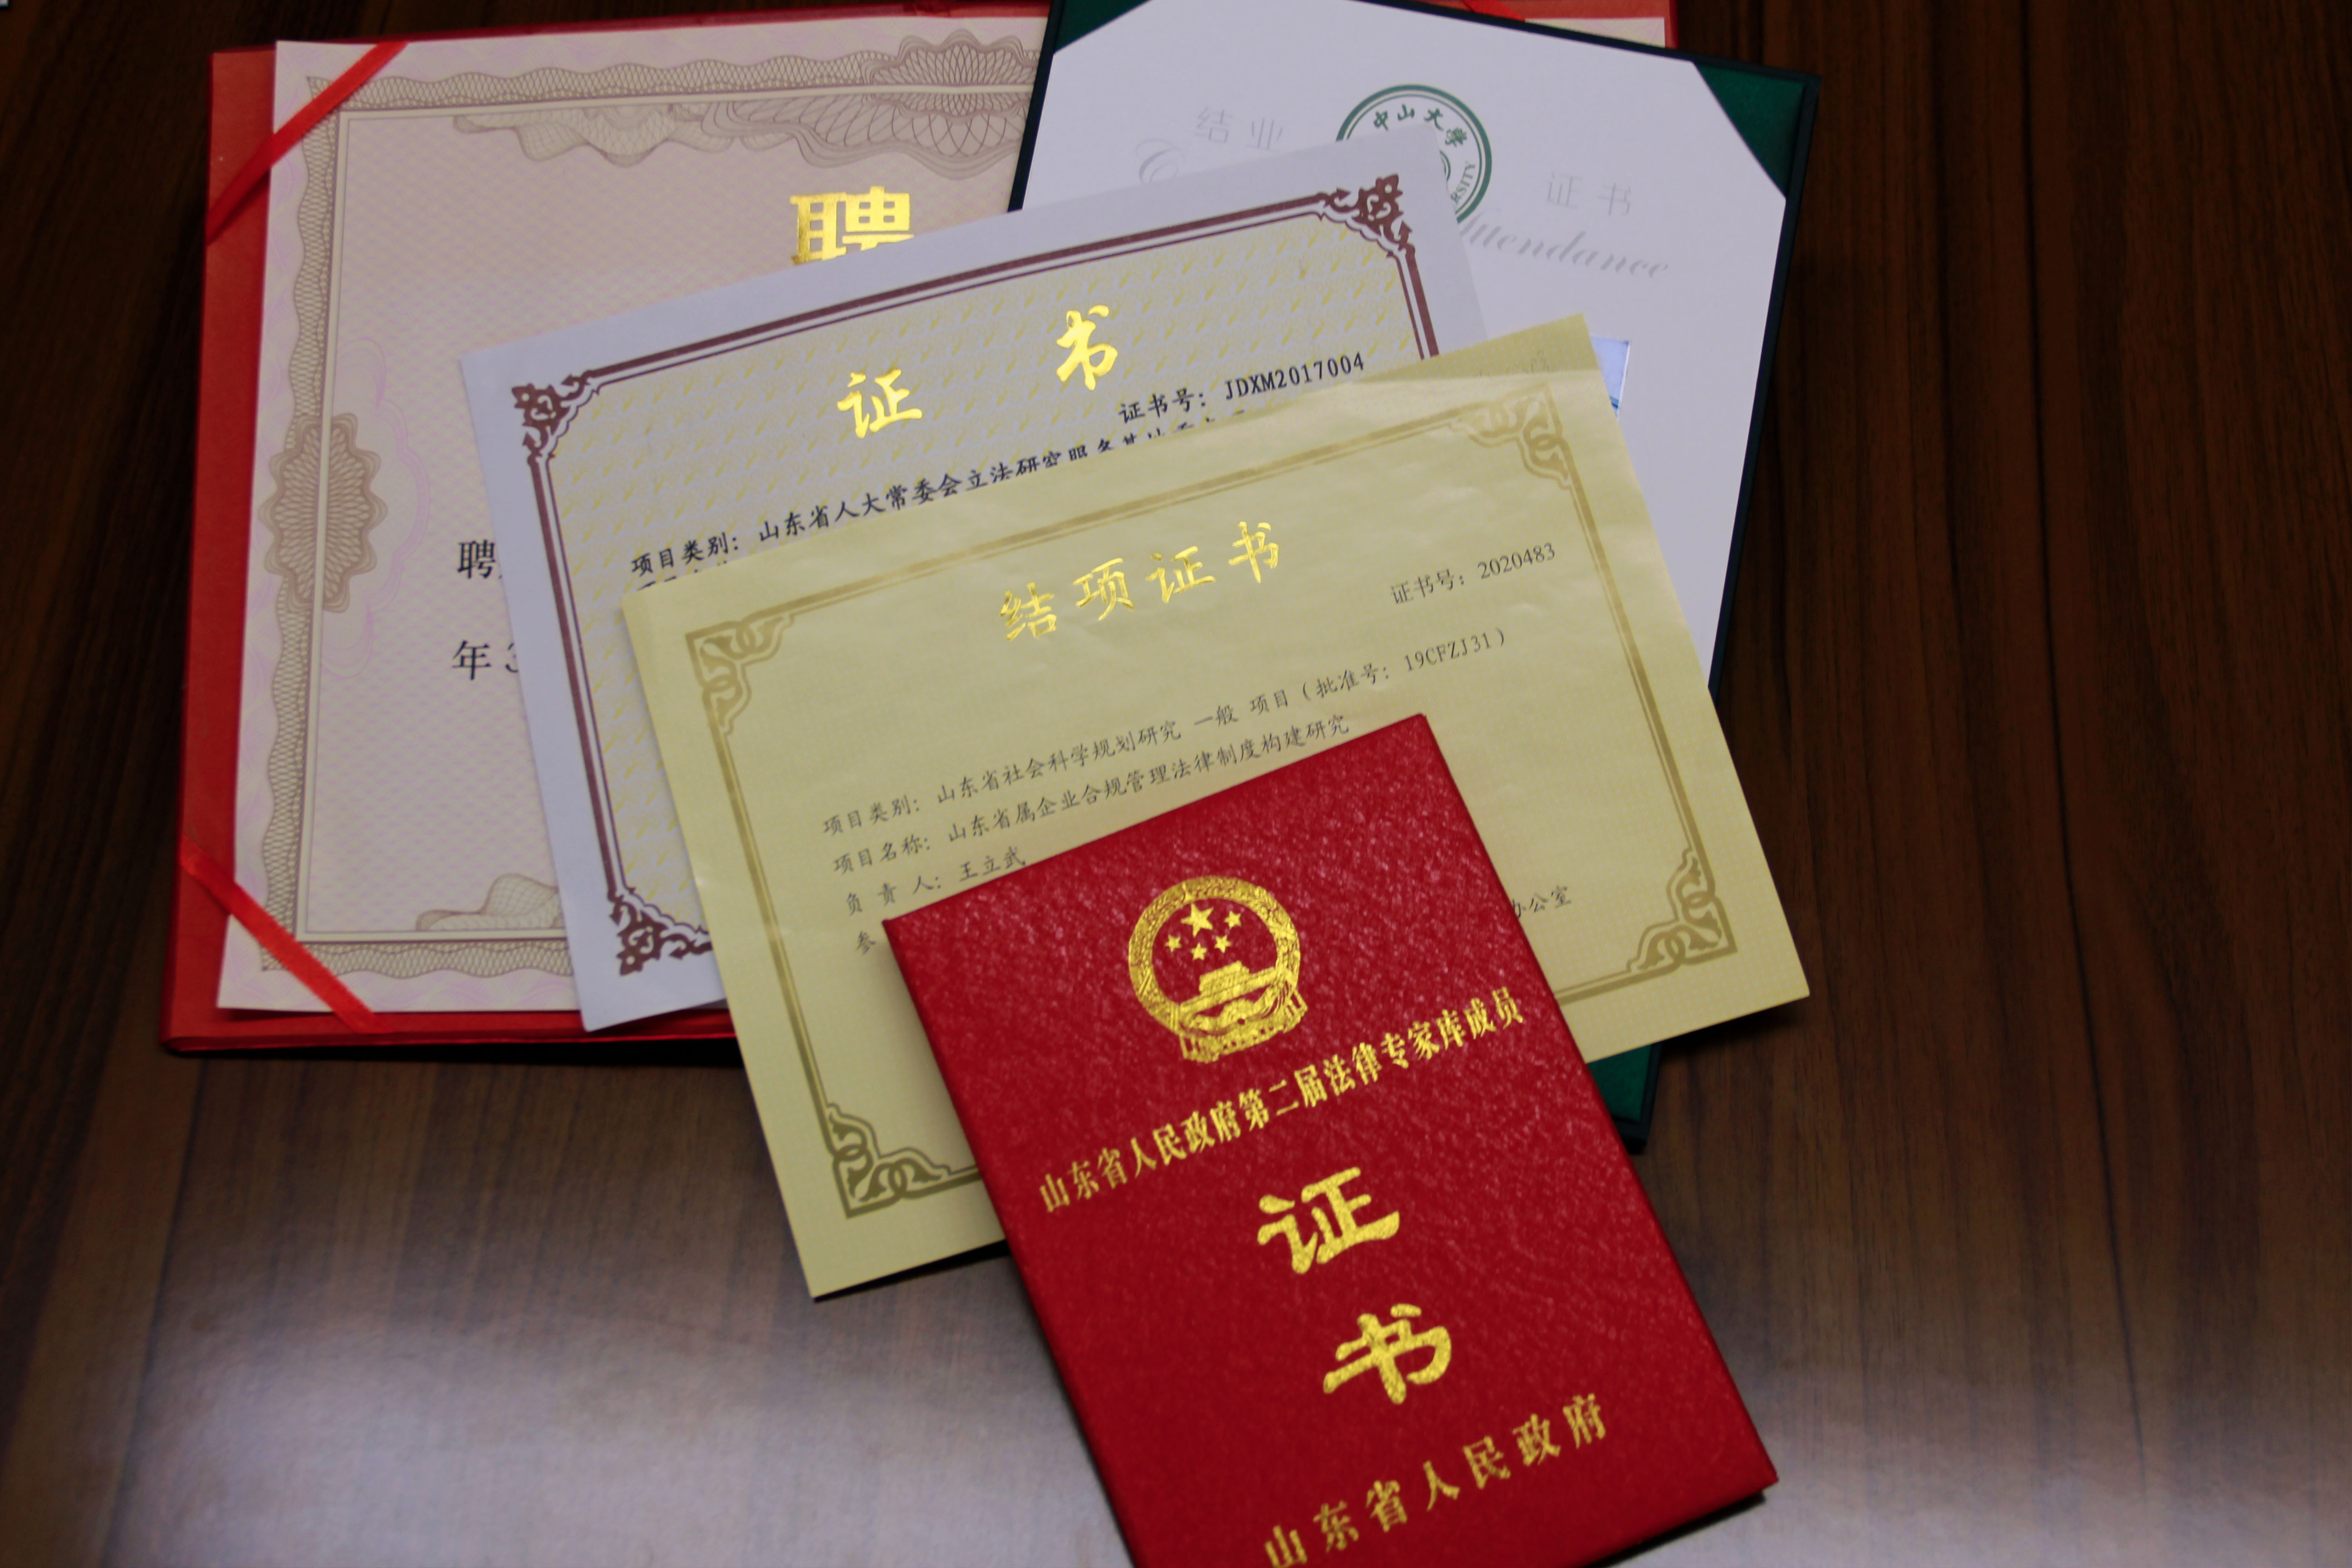 聘
聘
年 3
中山大学
结业
证书
Attendance
证书
证书号: JDXM2017004
项目类别: 山东省人大常委会立法研究服务基地
结项证书
证书号: 2020483
项目类别: 山东省社会科学规划研究 一般 项目(批准号: 19CFZJ31)
项目名称: 山东省属企业合规管理法律制度构建研究
负责人: 王立武
参
办公室
山东省人民政府第二届法律专家库成员
证
书
山东省人民政府